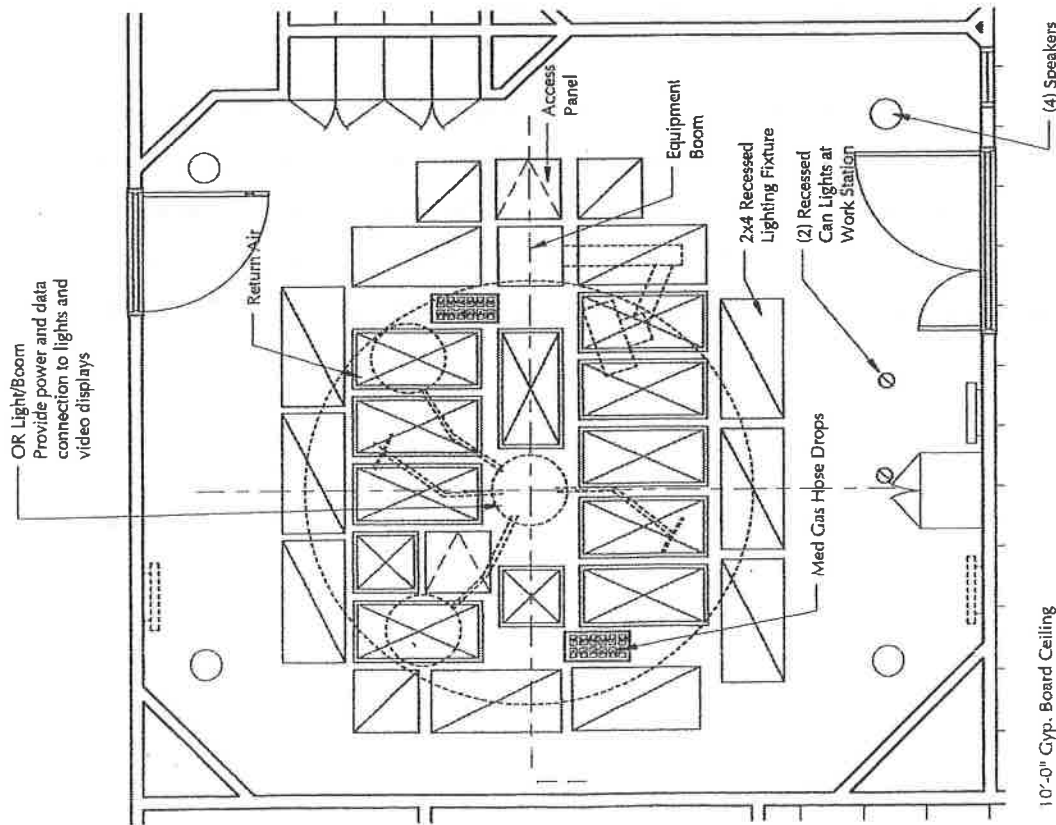 OR Light/Boom
Provide power and data
connection to lights and
video displays
Return Air
Access
Panel
Equipment
Boom
2x4 Recessed
Lighting Fixture
(2) Recessed
Can Lights at
Work Station
Med Gas Hose Drops
(4) Speakers
10'-0" Gyp. Board Ceiling